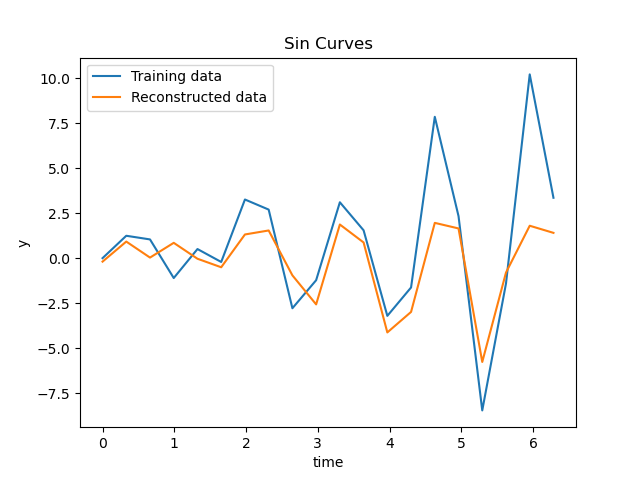 Sin Curves
Training data
Reconstructed data
10.0
7.5
5.0
2.5
0.0
−2.5
−5.0
−7.5
y
0 1 2 3 4 5 6
time